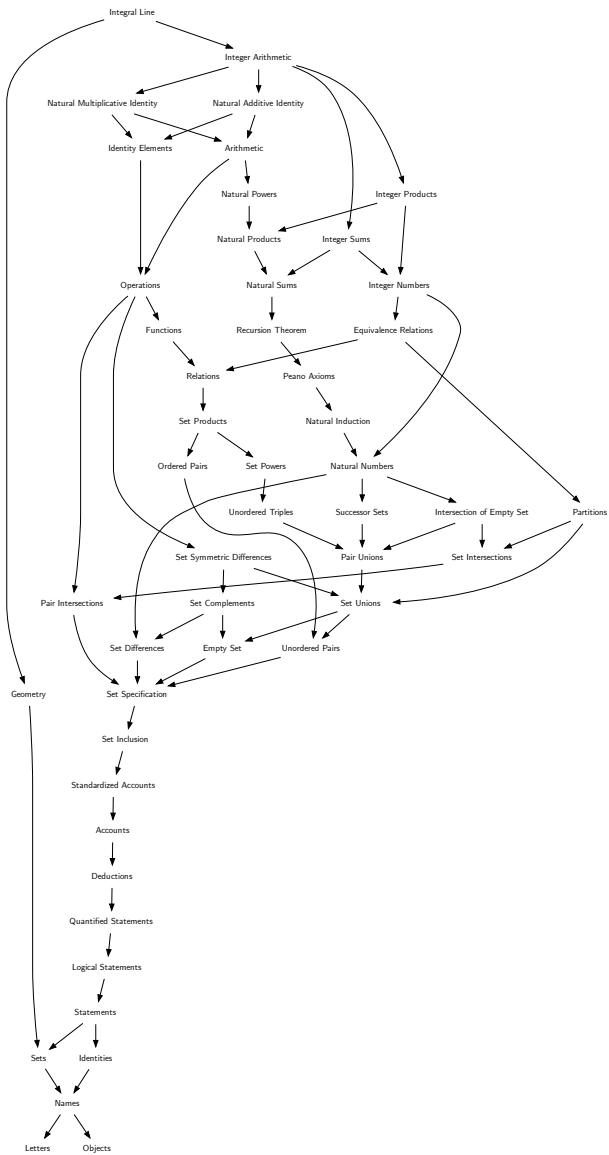 Integral Line
Integer Arithmetic
Natural Multiplicative Identity
Natural Additive Identity
Identity Elements
Arithmetic
Natural Powers
Integer Products
Natural Products
Integer Sums
Operations
Natural Sums
Integer Numbers
Functions
Recursion Theorem
Equivalence Relations
Relations
Peano Axioms
Set Products
Natural Induction
Ordered Pairs
Set Powers
Natural Numbers
Unordered Triples
Successor Sets
Intersection of Empty Set
Partitions
Set Symmetric Differences
Pair Unions
Set Intersections
Pair Intersections
Set Complements
Set Unions
Set Differences
Empty Set
Unordered Pairs
Geometry
Set Specification
Set Inclusion
Standardized Accounts
Accounts
Deductions
Quantified Statements
Logical Statements
Statements
Sets
Identities
Names
Letters
Objects